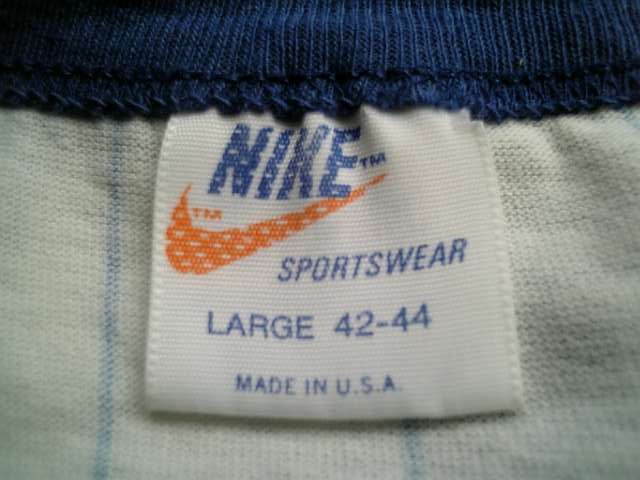 NIKE™
™
SPORTSWEAR
LARGE 42-44
MADE IN U.S.A.